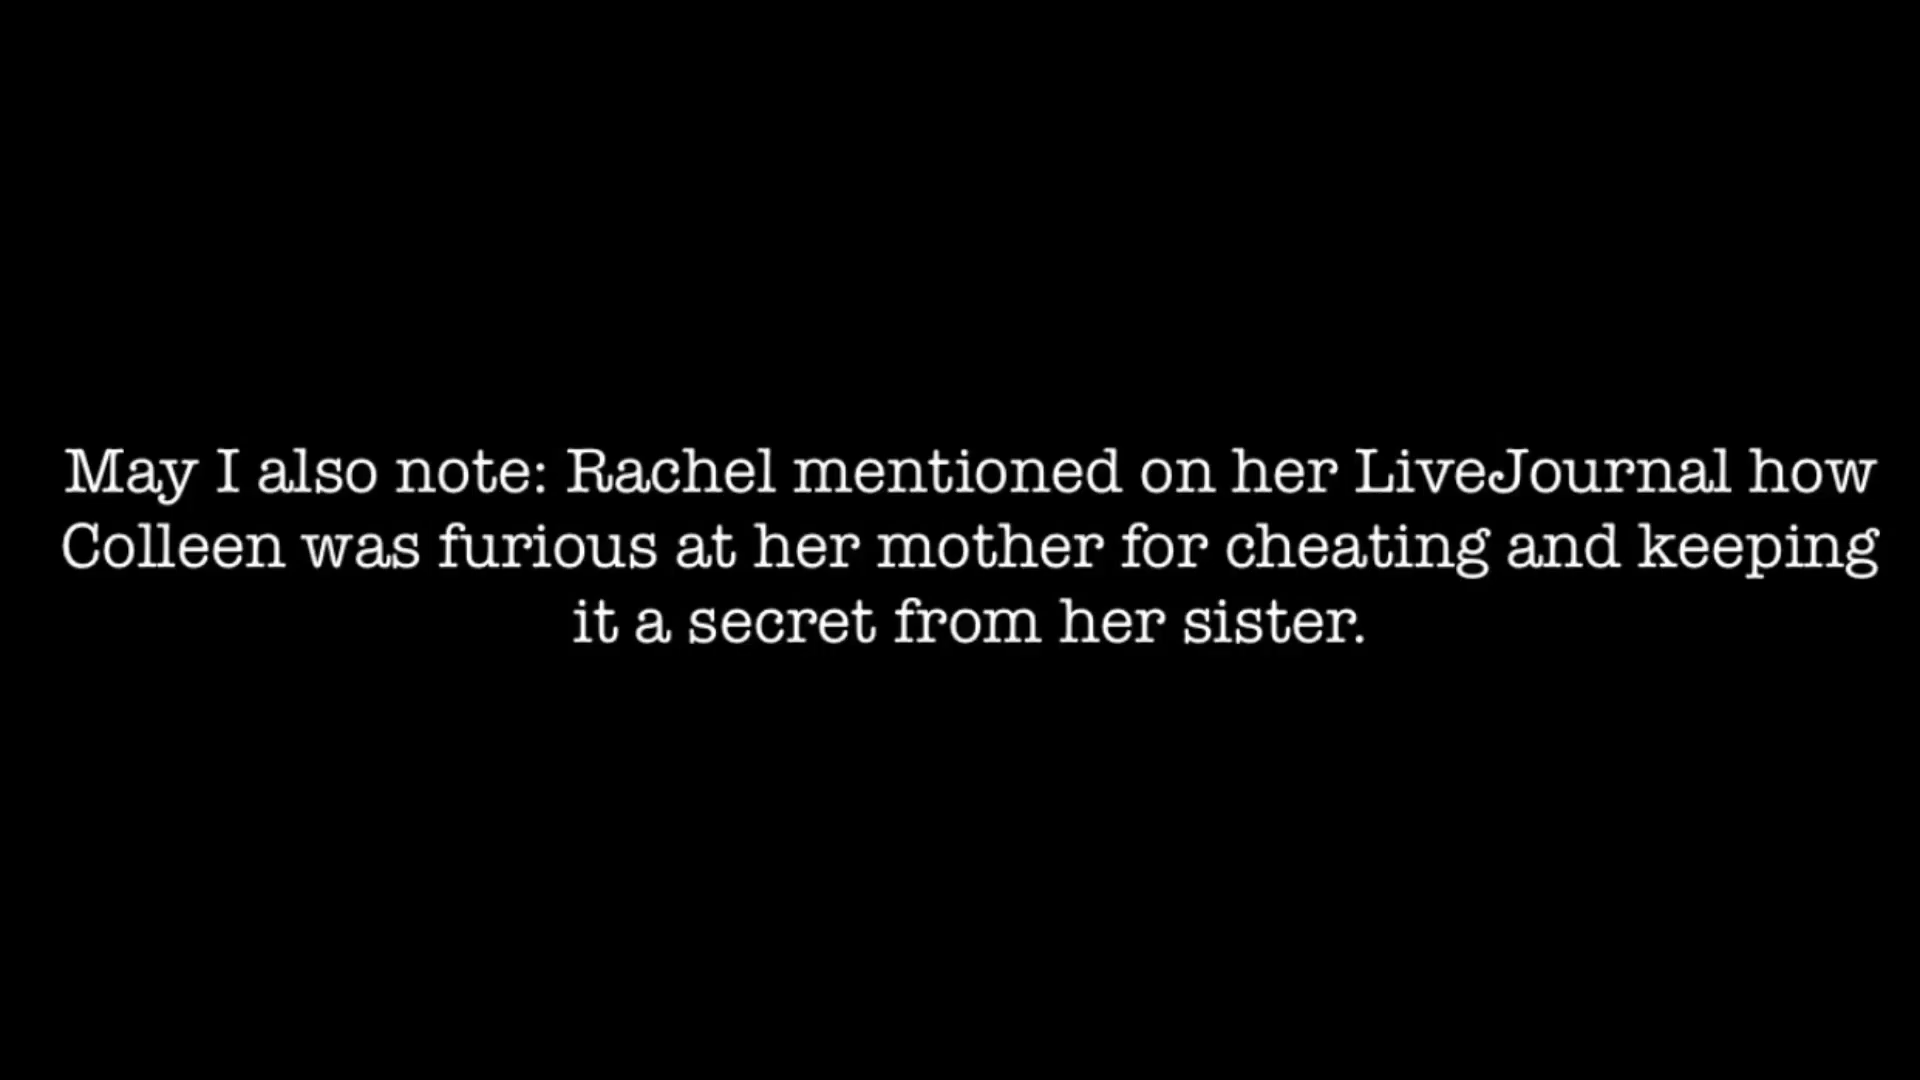 May I also note: Rachel mentioned on her LiveJournal how
Colleen was furious at her mother for cheating and keeping
it a secret from her sister.